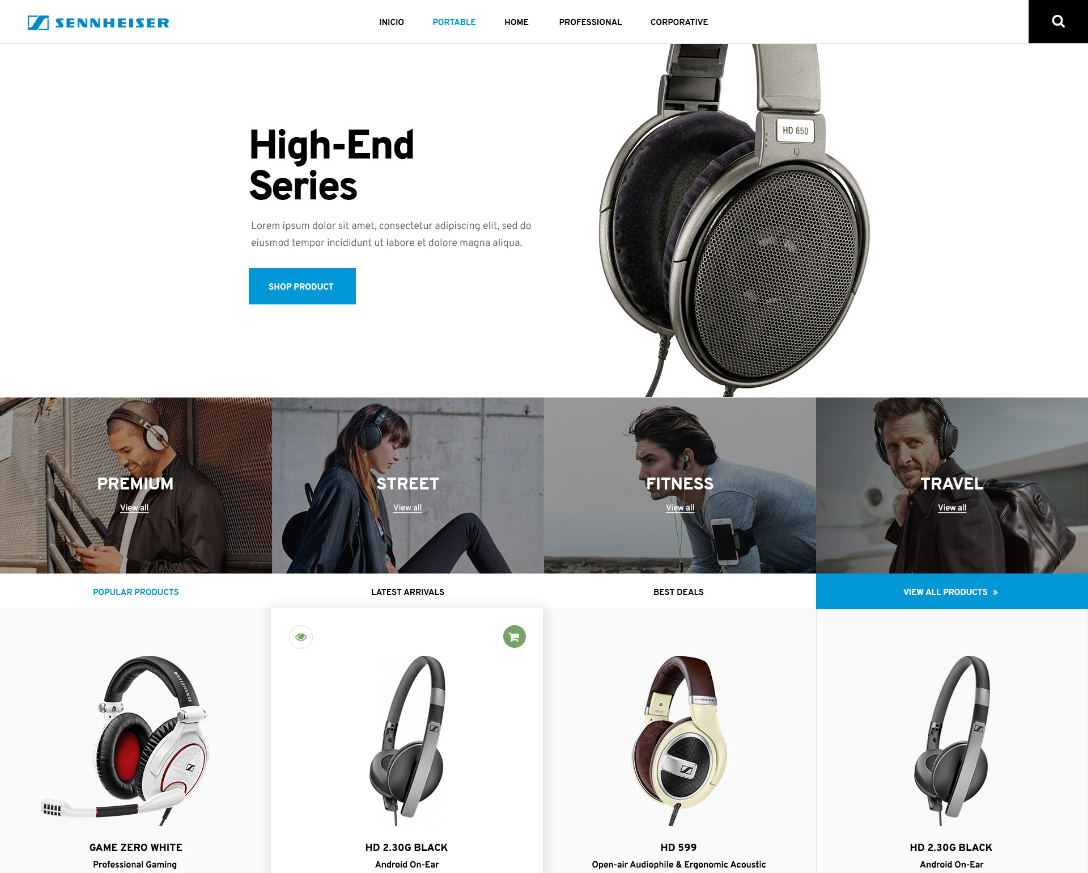 SENNHEISER
INICIO
PORTABLE
HOME
PROFESSIONAL
CORPORATIVE
HD 650
High-End
Series
Lorem ipsum dolor sit amet, consectetur adipiscing elit, sed do
eiusmod tempor incididunt ut labore et dolore magna aliqua.
SHOP PRODUCT
PREMIUM
View all
STREET
View all
FITNESS
View all
TRAVEL
View all
POPULAR PRODUCTS
LATEST ARRIVALS
BEST DEALS
VIEW ALL PRODUCTS »
GAME ZERO WHITE
Professional Gaming
HD 2.30G BLACK
Android On-Ear
HD 599
Open-air Audiophile & Ergonomic Acoustic
HD 2.30G BLACK
Android On-Ear